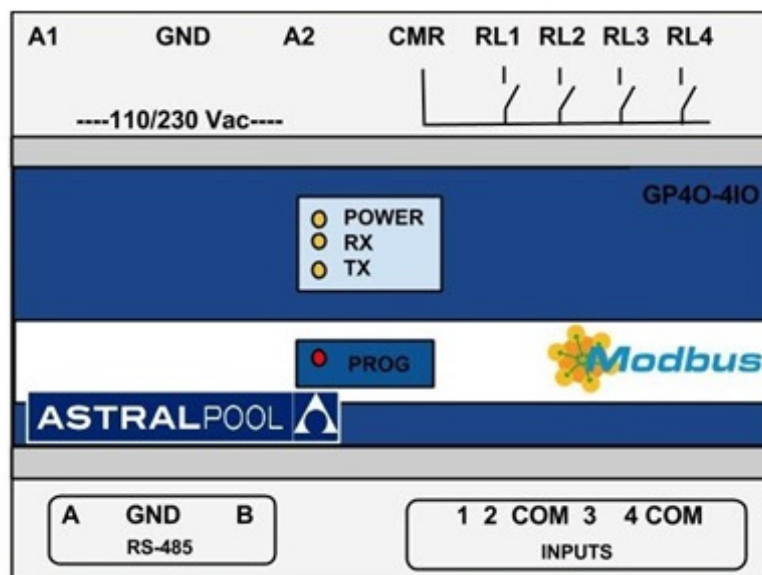 A1 GND A2 CMR RL1 RL2 RL3 RL4
----110/230 Vac----
GP4O-4IO
POWER
RX
TX
PROG
Modbus
ASTRALPOOL
A GND B
RS-485
1 2 COM 3 4 COM
INPUTS